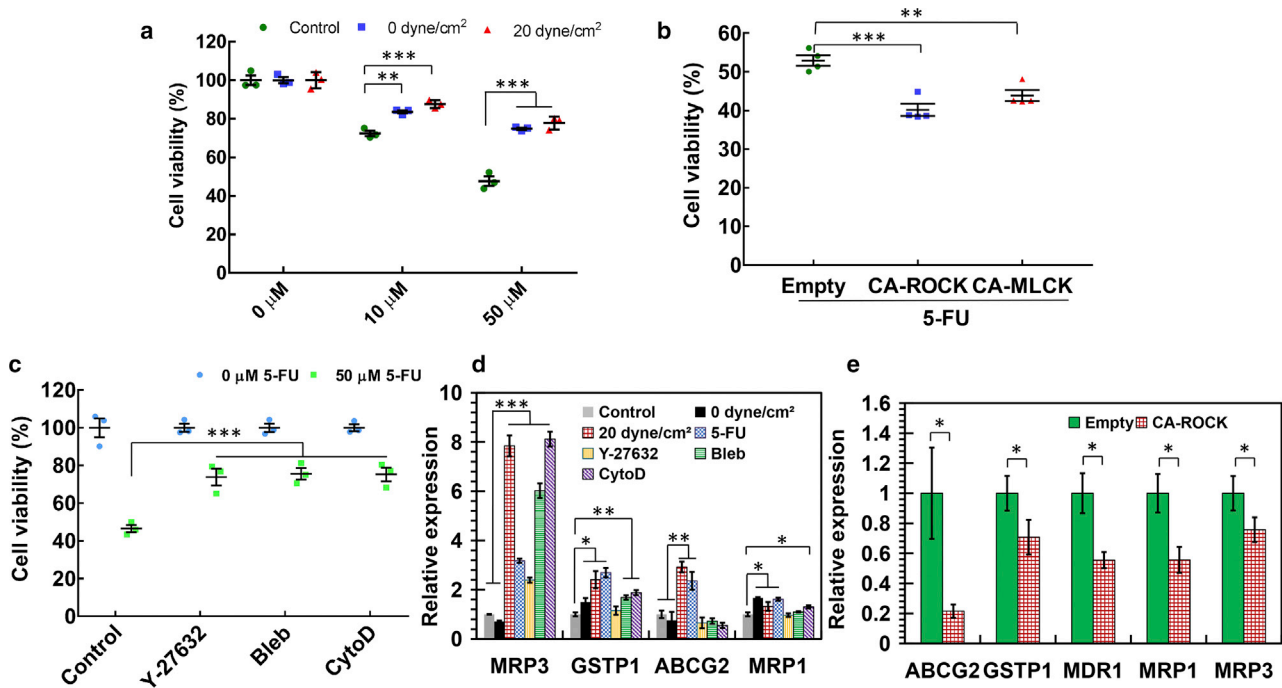 a
Control 0 dyne/cm² 20 dyne/cm²
Cell viability (%)
120
100
80
60
40
20
0
***
**
***
0 μM 10 μM 50 μM
b
Cell viability (%)
60
50
40
30
20
10
0
**
***
Empty CA-ROCK CA-MLCK
5-FU
c
0 μM 5-FU 50 μM 5-FU
Cell viability (%)
120
100
80
60
40
20
0
***
Control Y-27632 Bleb CytoD
d
Relative expression
10
8
6
4
2
0
Control 0 dyne/cm²
20 dyne/cm² 5-FU
Y-27632 Bleb
CytoD
***
*
**
**
*
*
MRP3 GSTP1 ABCG2 MRP1
e
Relative expression
1.6
1.4
1.2
1
0.8
0.6
0.4
0.2
0
Empty CA-ROCK
*
*
*
*
*
ABCG2 GSTP1 MDR1 MRP1 MRP3